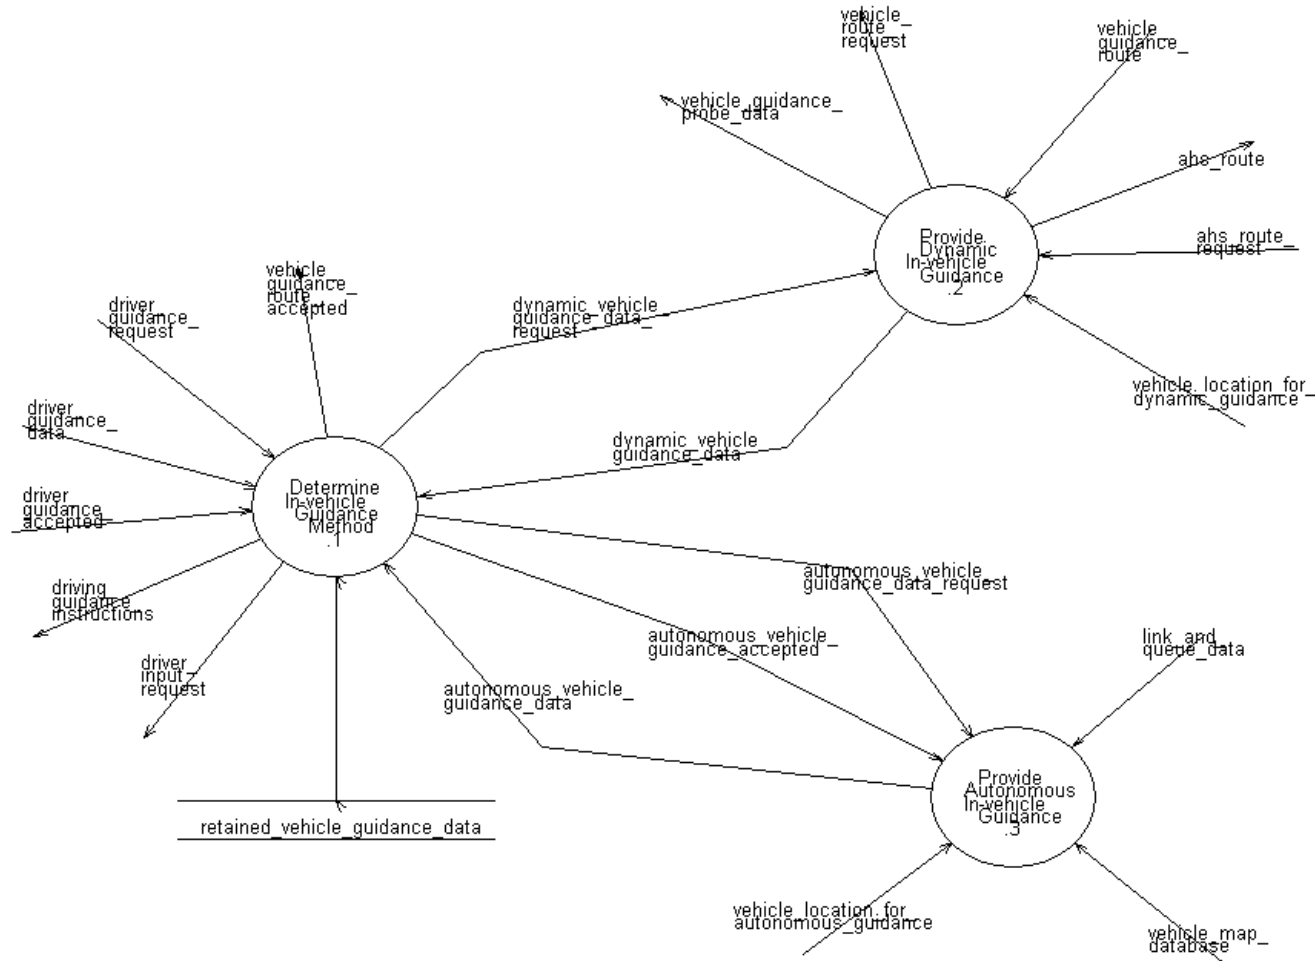 vehicle_
route_
request
vehicle_
guidance_
route
vehicle_guidance_
probe_data
ahs_route
Provide
Dynamic
In-vehicle
Guidance
.2
ahs_route_
request
vehicle_location_for_
dynamic_guidance
vehicle_
guidance_
route_
accepted
driver_
guidance_
request
dynamic_vehicle_
guidance_data_
request
driver_
guidance_
data
dynamic_vehicle_
guidance_data
driver_
guidance_
accepted
Determine
In-vehicle
Guidance
Method
.1
driving_
guidance_
instructions
driver_
input_
request
autonomous_vehicle_
guidance_data_request
autonomous_vehicle_
guidance_accepted
autonomous_vehicle_
guidance_data
link_and_
queue_data
Provide
Autonomous
In-vehicle
Guidance
.3
retained_vehicle_guidance_data
vehicle_location_for_
autonomous_guidance
vehicle_map_
database